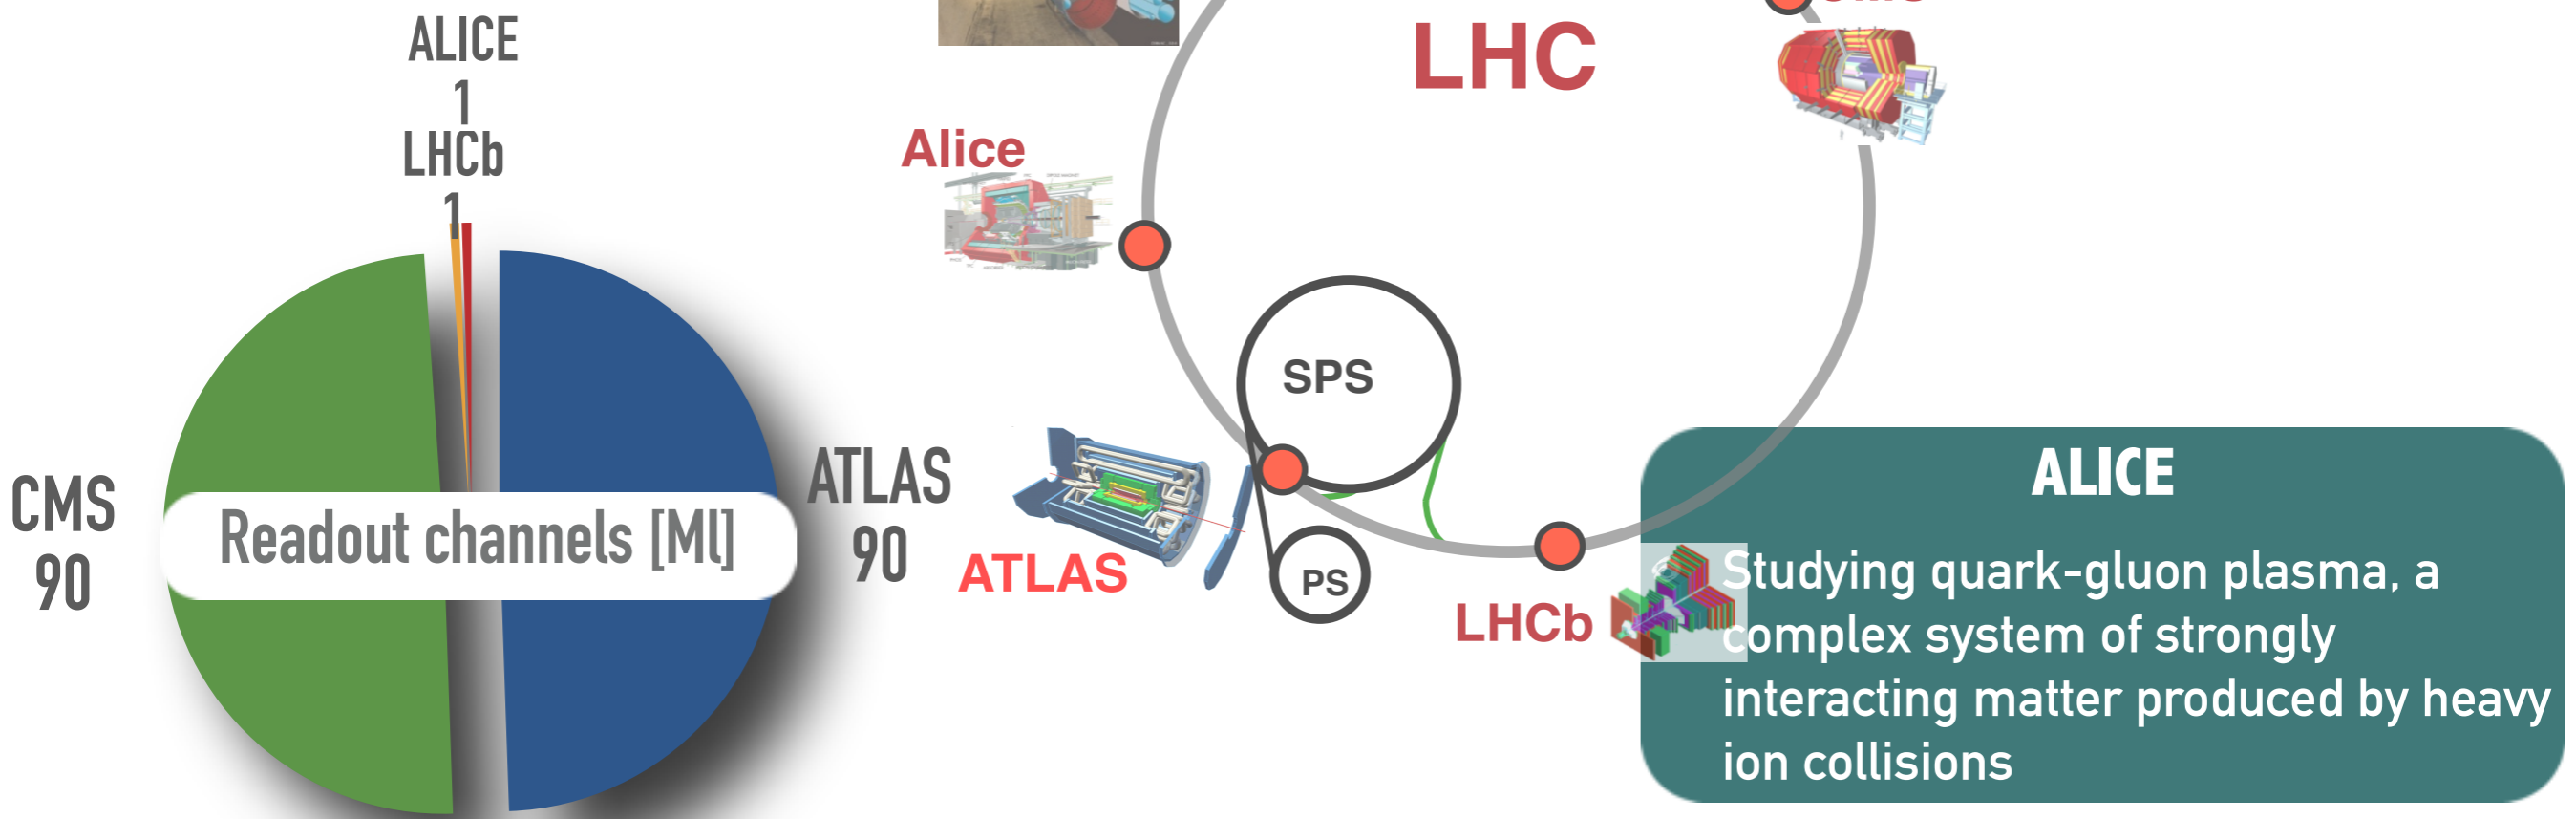 ALICE
1
LHCb
1
CMS
90
Readout channels [Ml]
ATLAS
90
LHC
Alice
SPS
PS
ATLAS
LHCb
ALICE
Studying quark-gluon plasma, a
complex system of strongly
interacting matter produced by heavy
ion collisions